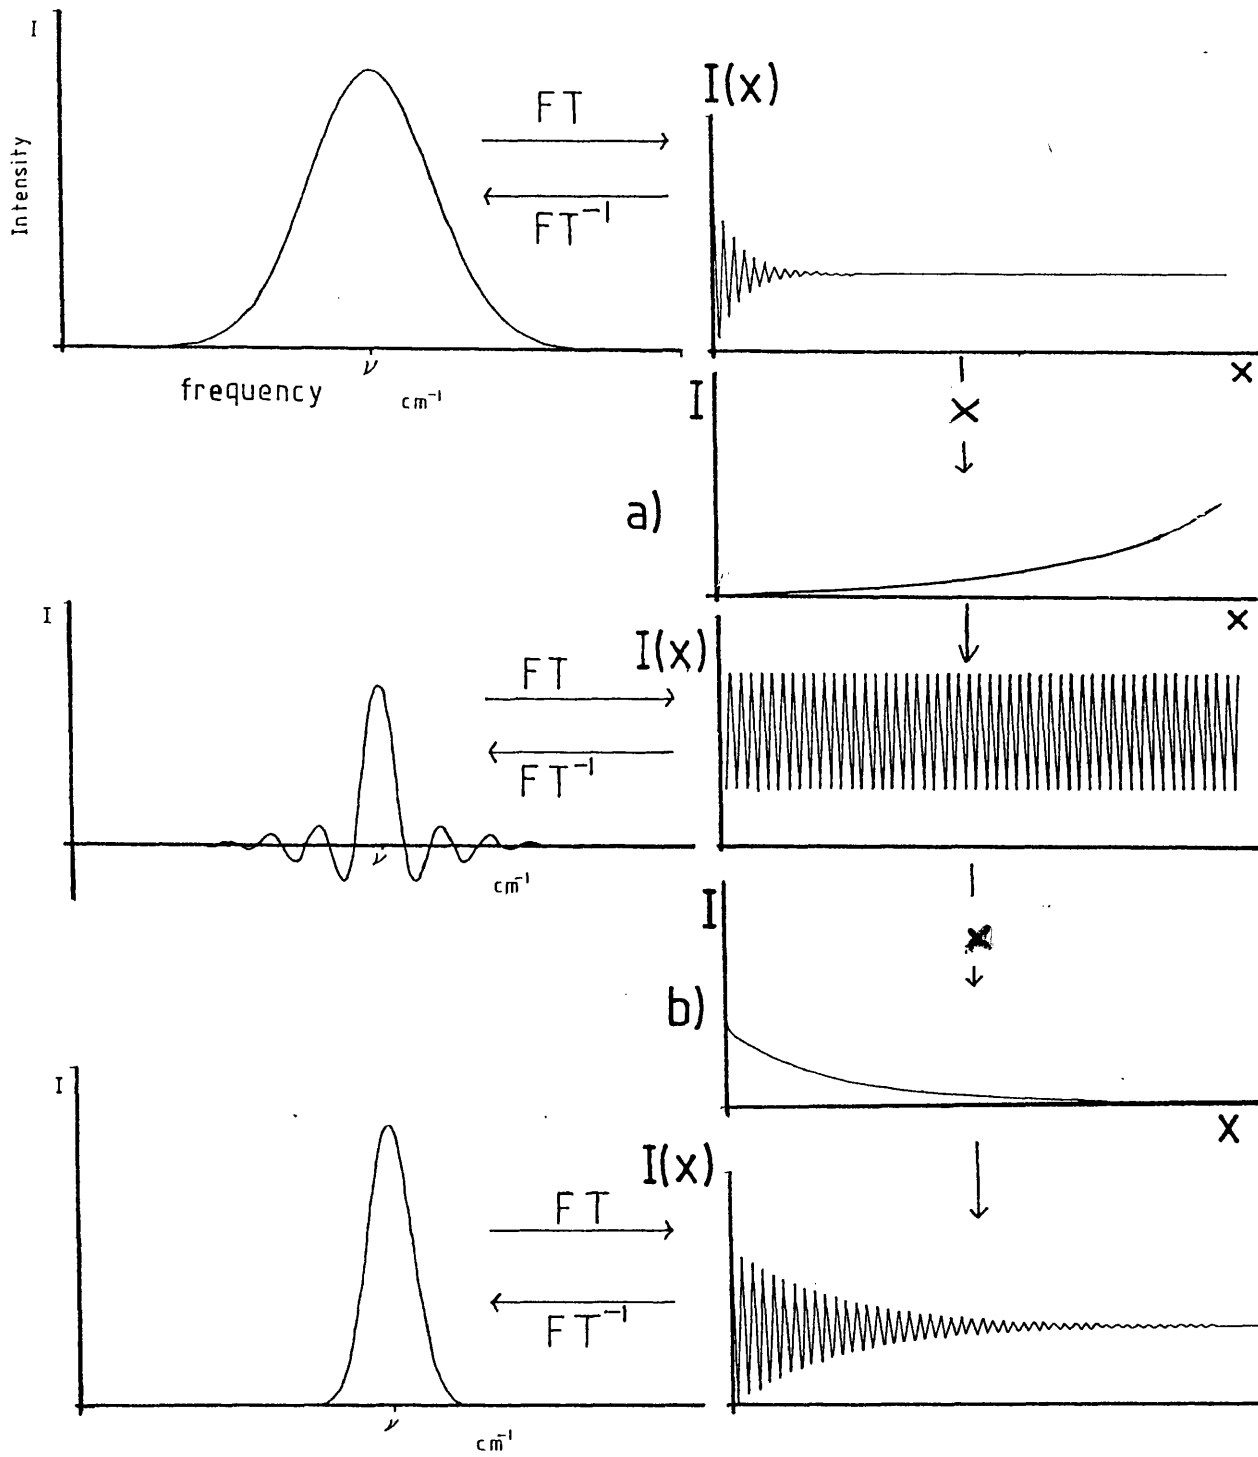 I
Intensity
ν
frequency cm⁻¹
FT
FT⁻¹
I(x)
x
I
x
a)
x
I
ν
cm⁻¹
FT
FT⁻¹
I(x)
I
x
b)
X
I
ν
cm⁻¹
FT
FT⁻¹
I(x)